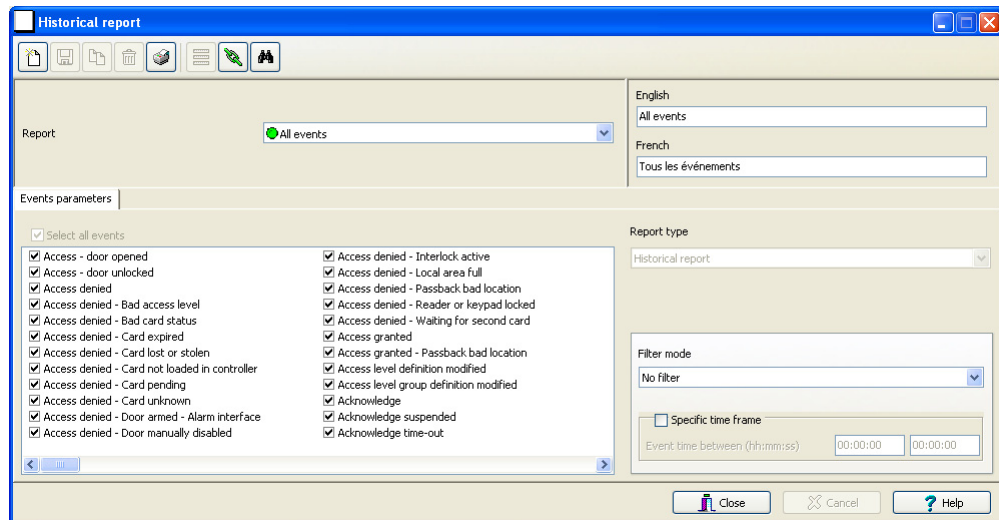 Historical report
English
All events
Report
All events
French
Tous les événements
Events parameters
Select all events
Access - door opened
Access - door unlocked
Access denied
Access denied - Bad access level
Access denied - Bad card status
Access denied - Card expired
Access denied - Card lost or stolen
Access denied - Card not loaded in controller
Access denied - Card pending
Access denied - Card unknown
Access denied - Door armed - Alarm interface
Access denied - Door manually disabled
Access denied - Interlock active
Access denied - Local area full
Access denied - Passback bad location
Access denied - Reader or keypad locked
Access denied - Waiting for second card
Access granted
Access granted - Passback bad location
Access level definition modified
Access level group definition modified
Acknowledge
Acknowledge suspended
Acknowledge time-out
Report type
Historical report
Filter mode
No filter
Specific time frame
Event time between (hh:mm:ss) 00:00:00 00:00:00
Close Cancel ? Help